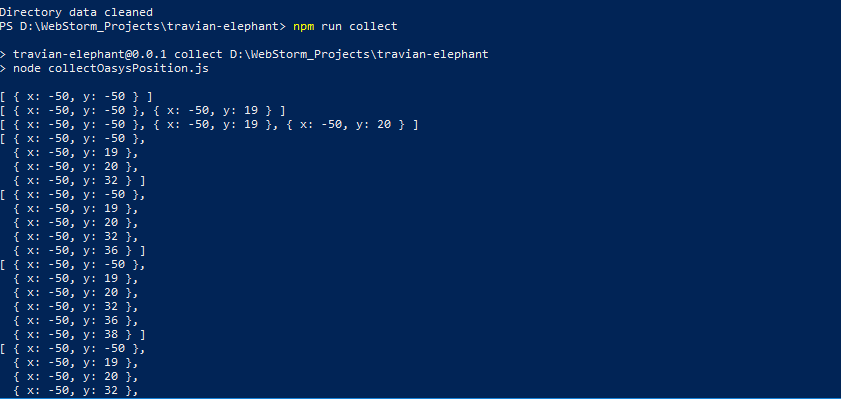 Directory data cleaned
PS D:\WebStorm_Projects\travian-elephant> npm run collect
> travian-elephant@0.0.1 collect D:\WebStorm_Projects\travian-elephant
> node collectOasysPosition.js
[ { x: -50, y: -50 } ]
[ { x: -50, y: -50 }, { x: -50, y: 19 } ]
[ { x: -50, y: -50 }, { x: -50, y: 19 }, { x: -50, y: 20 } ]
[ { x: -50, y: -50 },
  { x: -50, y: 19 },
  { x: -50, y: 20 },
  { x: -50, y: 32 } ]
[ { x: -50, y: -50 },
  { x: -50, y: 19 },
  { x: -50, y: 20 },
  { x: -50, y: 32 },
  { x: -50, y: 36 } ]
[ { x: -50, y: -50 },
  { x: -50, y: 19 },
  { x: -50, y: 20 },
  { x: -50, y: 32 },
  { x: -50, y: 36 },
  { x: -50, y: 38 } ]
[ { x: -50, y: -50 },
  { x: -50, y: 19 },
  { x: -50, y: 20 },
  { x: -50, y: 32 },